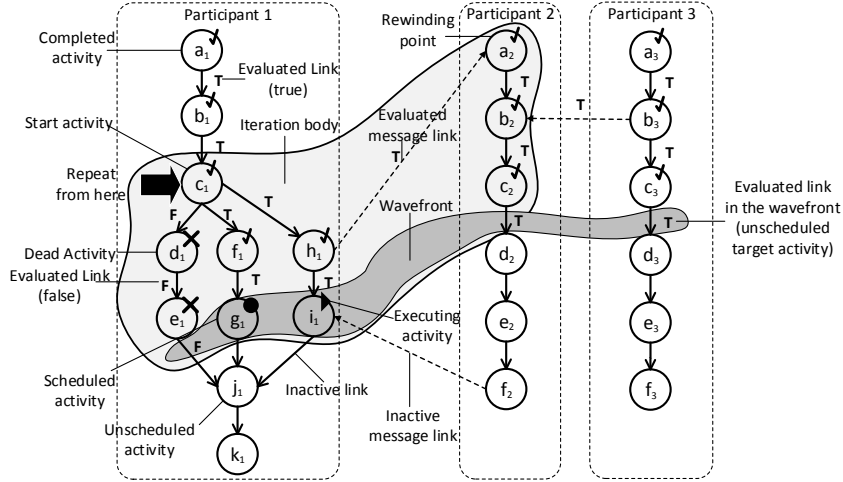 Participant 1
Participant 2
Participant 3
Completed
activity
Evaluated Link
(true)
Start activity
Iteration body
Repeat
from here
Dead Activity
Evaluated Link
(false)
Scheduled
activity
Unscheduled
activity
Rewinding
point
Evaluated
message link
Wavefront
Executing
activity
Inactive link
Inactive
message link
Evaluated link
in the wavefront
(unscheduled
target activity)
a1
T
b1
T
c1
F
T
T
d1
f1
h1
F
T
T
e1
g1
i1
F
j1
k1
T
a2
T
b2
T
c2
T
d2
e2
f2
T
a3
T
b3
T
c3
T
d3
e3
f3